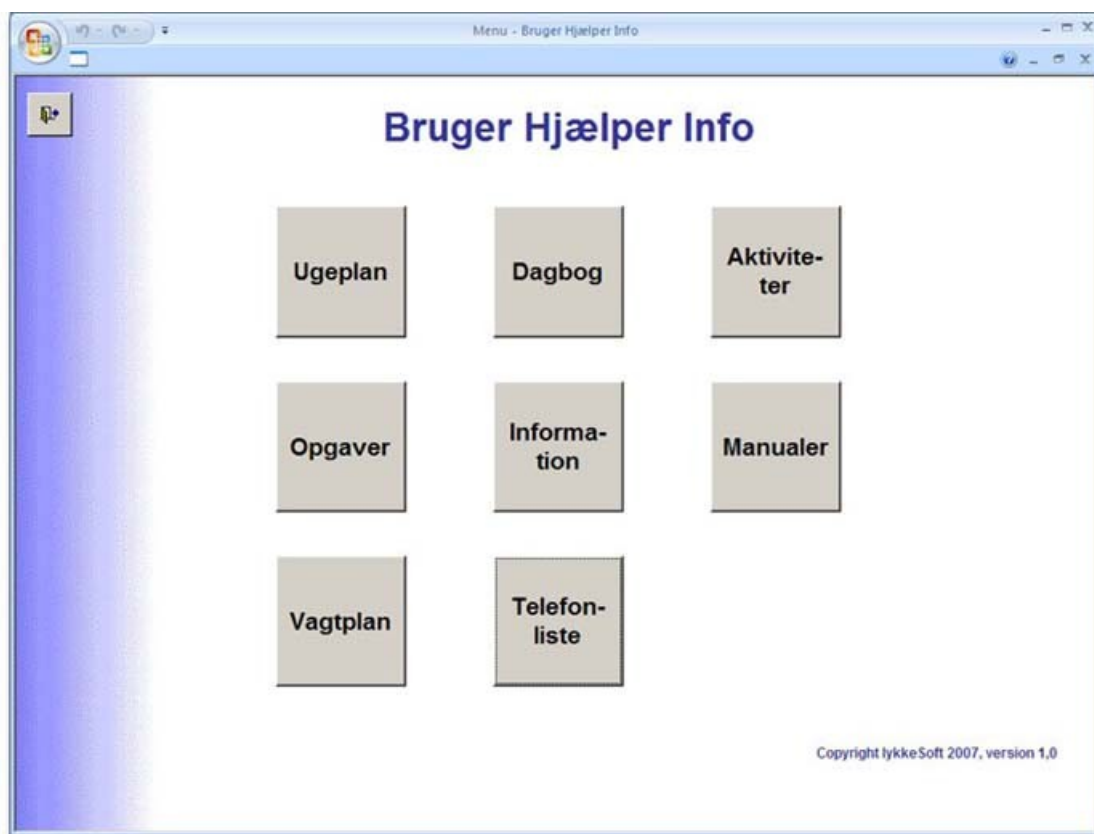 Menu - Bruger Hjælper Info
Bruger Hjælper Info
Ugeplan
Dagbog
Aktivite-
ter
Opgaver
Informa-
tion
Manualer
Vagtplan
Telefon-
liste
Copyright lykkeSoft 2007, version 1,0